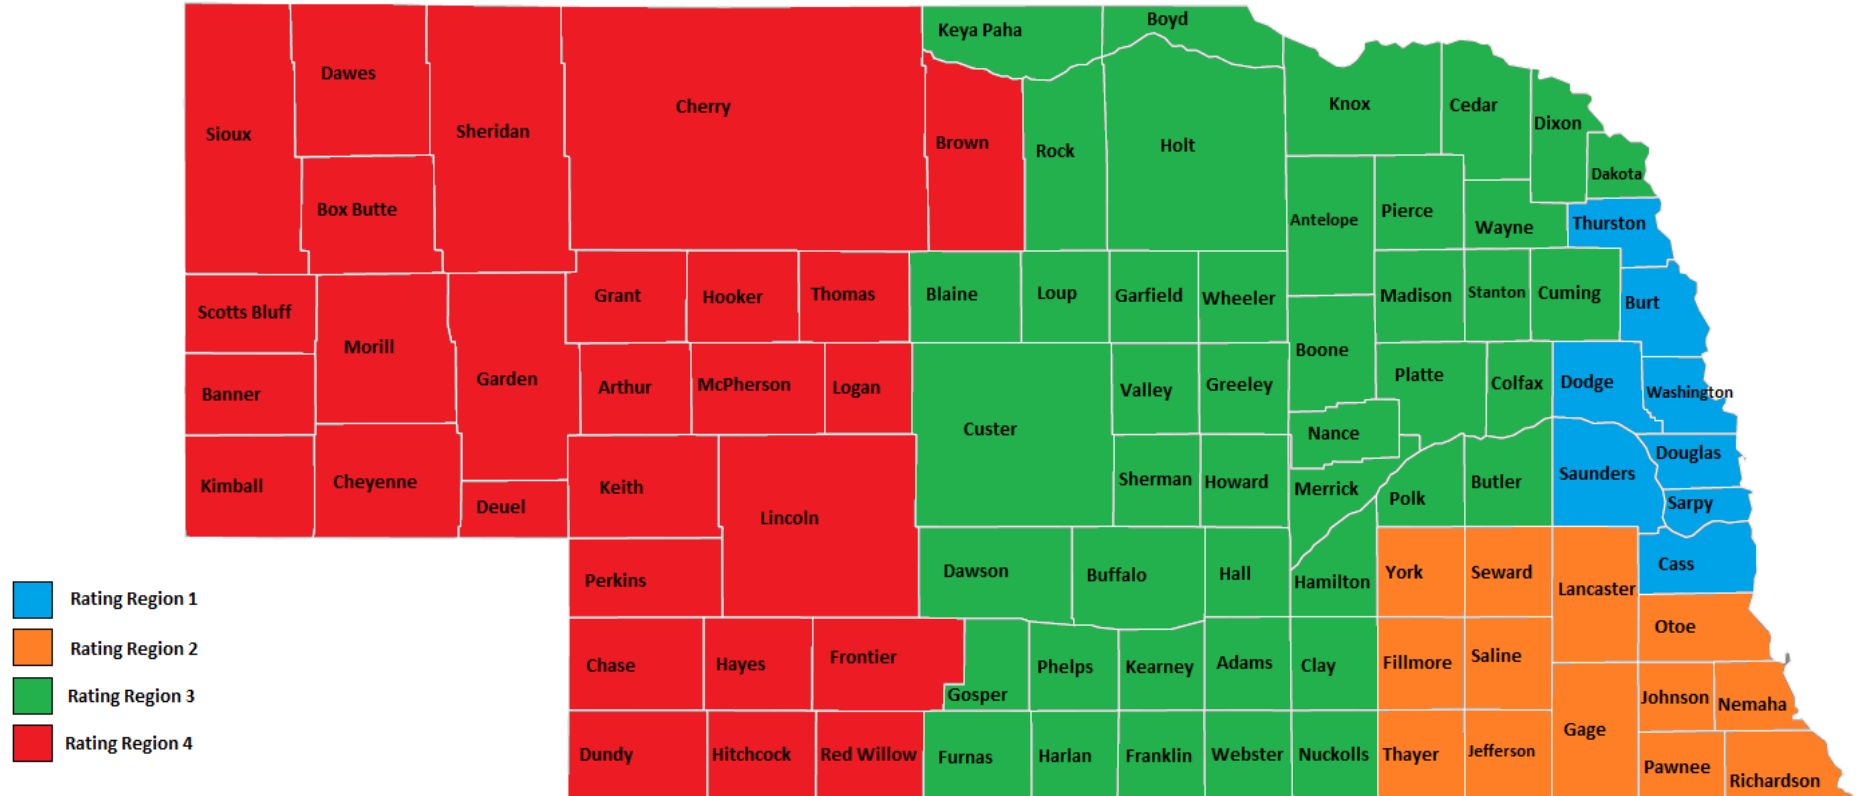 Boyd
Keya Paha
Dawes
Cherry
Knox
Cedar
Dixon
Sioux
Sheridan
Brown
Rock
Holt
Dakota
Box Butte
Antelope
Pierce
Wayne
Thurston
Scotts Bluff
Grant
Hooker
Thomas
Blaine
Loup
Garfield
Wheeler
Madison
Stanton
Cuming
Burt
Morill
Boone
Garden
Banner
Arthur
McPherson
Logan
Valley
Greeley
Platte
Colfax
Dodge
Washington
Custer
Nance
Douglas
Kimball
Cheyenne
Keith
Sherman
Howard
Merrick
Polk
Butler
Saunders
Sarpy
Deuel
Lincoln
Perkins
Dawson
Buffalo
Hall
Hamilton
York
Seward
Lancaster
Cass
Otoe
Chase
Hayes
Frontier
Gosper
Phelps
Kearney
Adams
Clay
Fillmore
Saline
Johnson
Nemaha
Dundy
Hitchcock
Red Willow
Furnas
Harlan
Franklin
Webster
Nuckolls
Thayer
Jefferson
Gage
Pawnee
Richardson
Rating Region 1
Rating Region 2
Rating Region 3
Rating Region 4